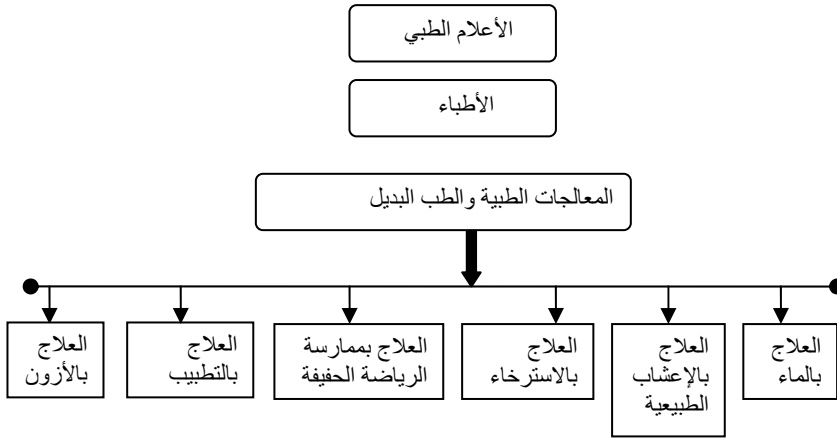 الأعلام الطبي
الأطباء
المعالجات الطبية والطب البديل
العلاج
بالماء
العلاج
بالإعشاب
الطبيعية
العلاج
بالاسترخاء
العلاج بممارسة
الرياضة الحفيفة
العلاج
بالتطبيب
العلاج
بالأزون